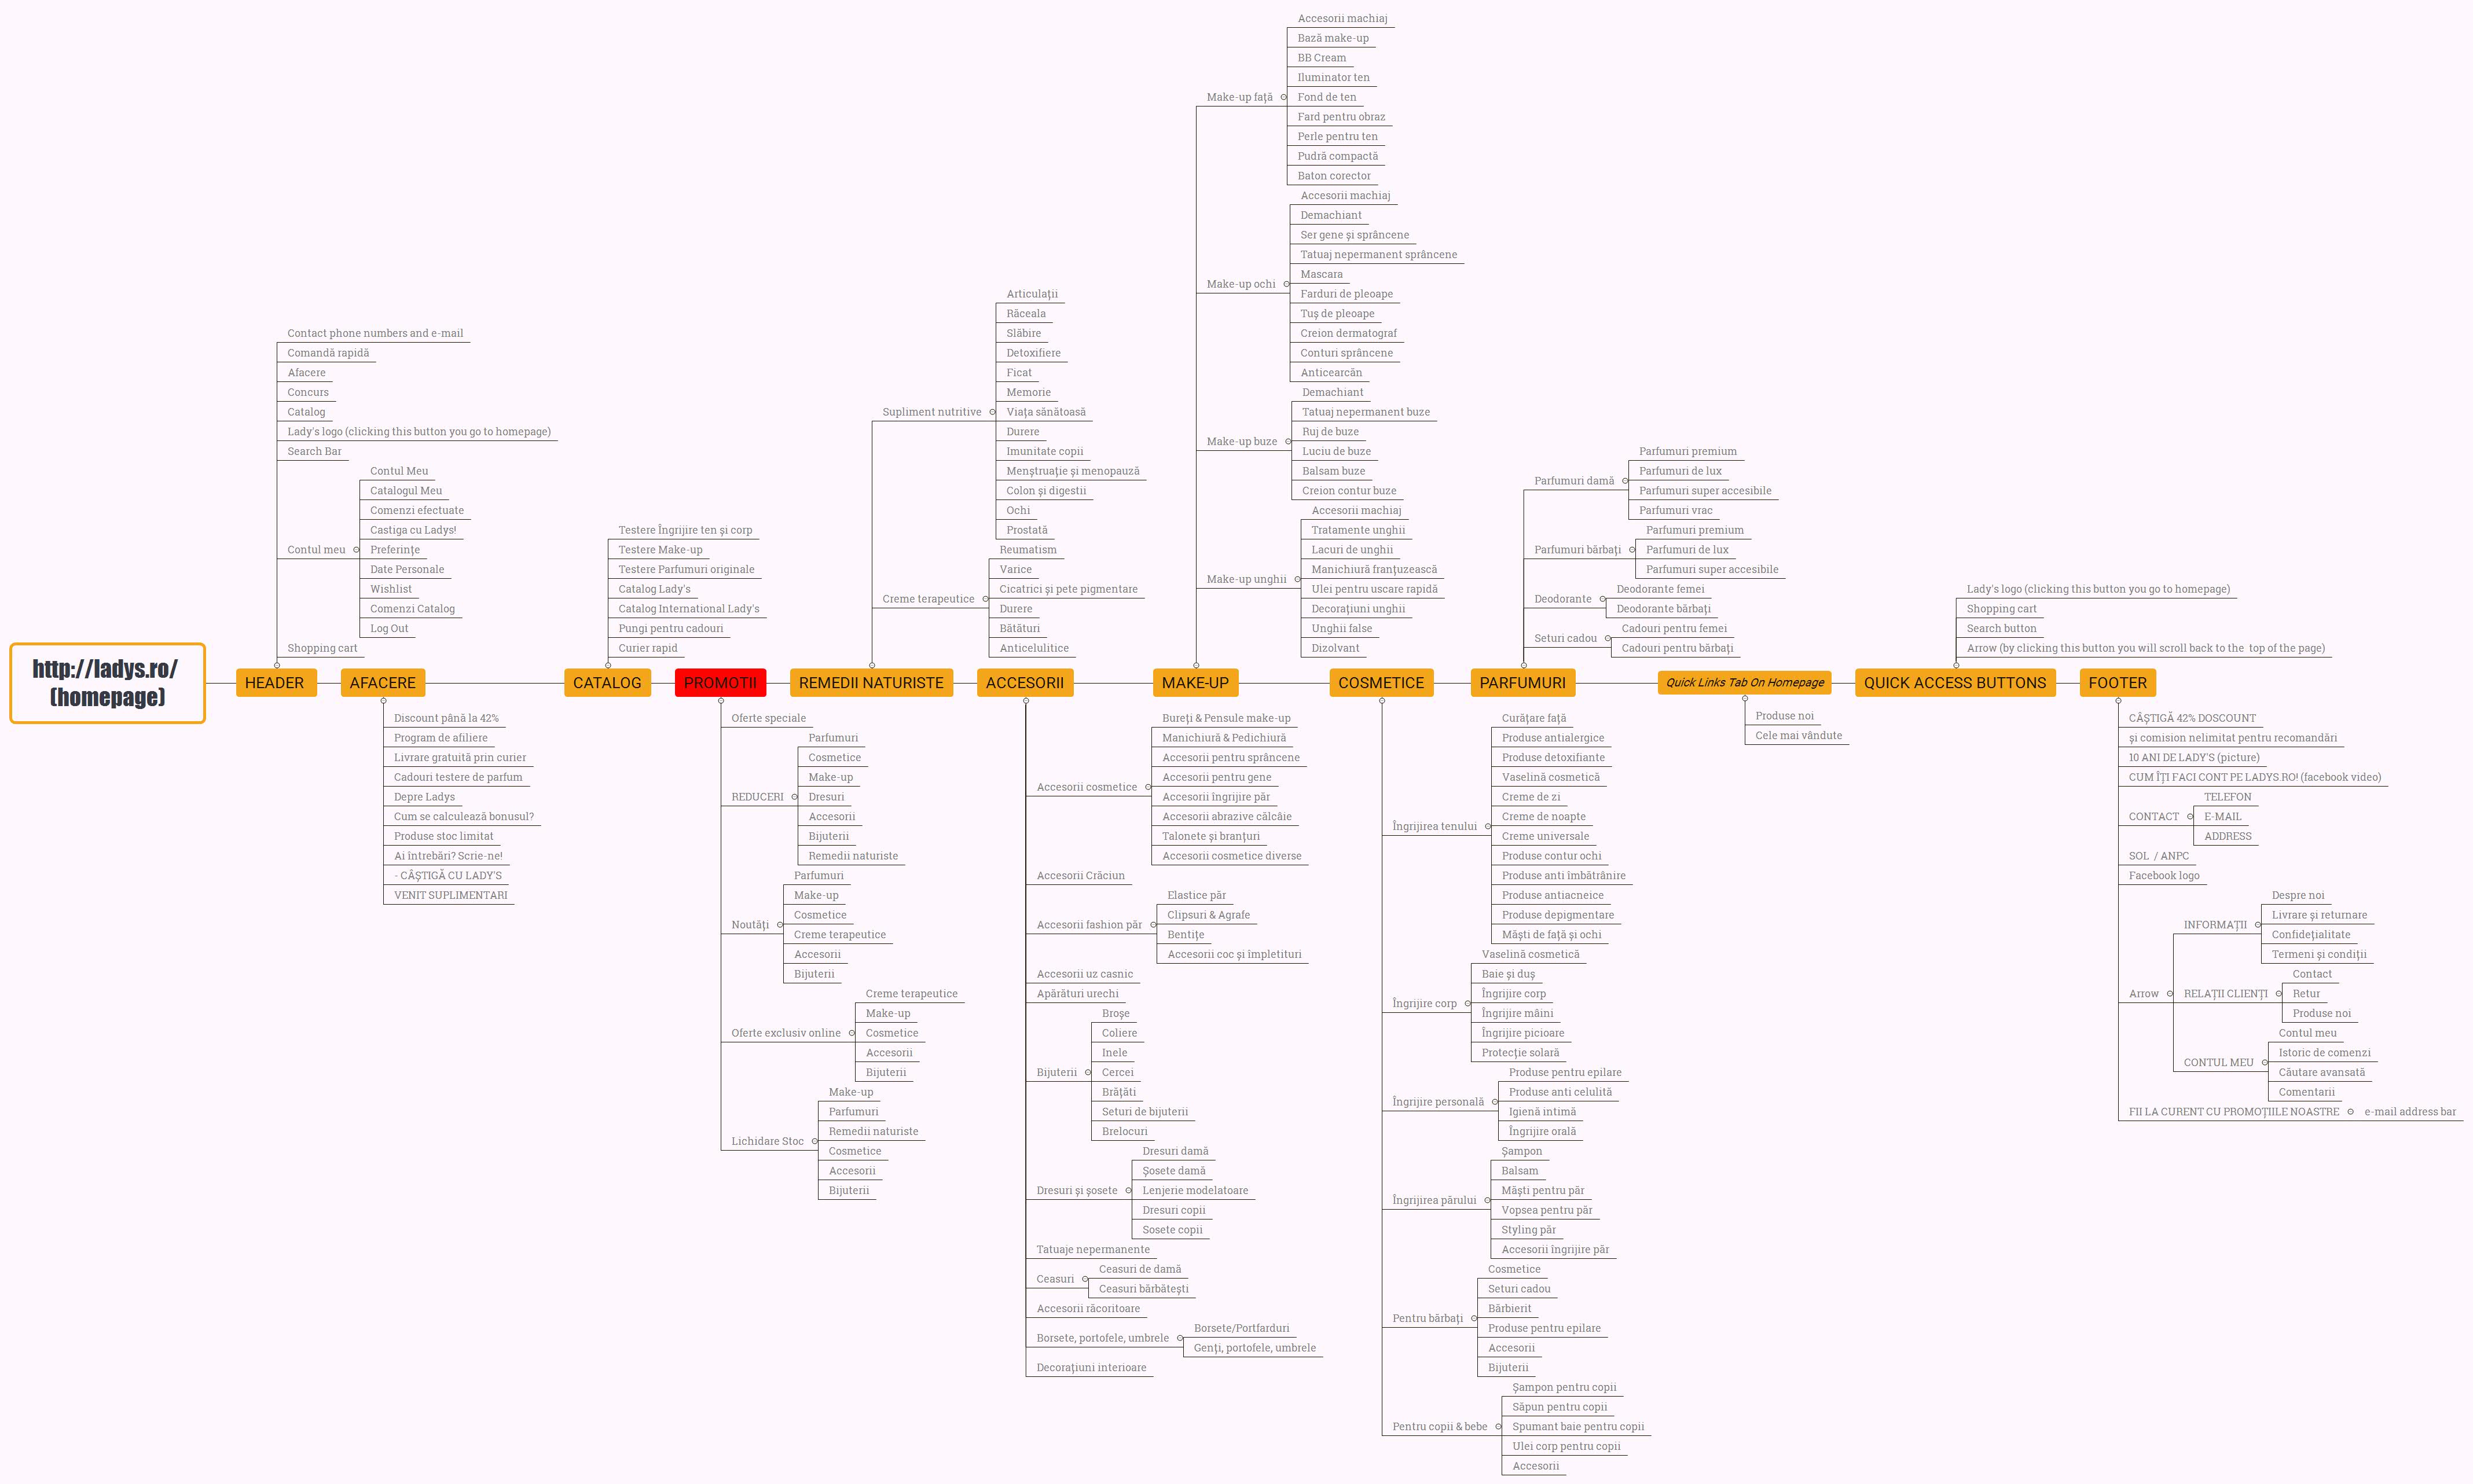 http://ladys.ro/
(homepage)
HEADER
Contact phone numbers and e-mail
Comandă rapidă
Afacere
Concurs
Catalog
Lady's logo (clicking this button you go to homepage)
Search Bar
Contul meu
Contul Meu
Catalogul Meu
Comenzi efectuate
Castiga cu Ladys!
Preferințe
Date Personale
Wishlist
Comenzi Catalog
Log Out
Shopping cart
AFACERE
Discount până la 42%
Program de afiliere
Livrare gratuită prin curier
Cadouri testere de parfum
Depre Ladys
Cum se calculează bonusul?
Produse stoc limitat
Ai întrebări? Scrie-ne!
- CÂȘTIGĂ CU LADY'S
VENIT SUPLIMENTARI
CATALOG
Testere Îngrijire ten și corp
Testere Make-up
Testere Parfumuri originale
Catalog Lady's
Catalog International Lady's
Pungi pentru cadouri
Curier rapid
PROMOTII
Oferte speciale
REDUCERI
Parfumuri
Cosmetice
Make-up
Dresuri
Accesorii
Bijuterii
Remedii naturiste
Noutăți
Parfumuri
Make-up
Cosmetice
Creme terapeutice
Accesorii
Bijuterii
Oferte exclusiv online
Creme terapeutice
Make-up
Cosmetice
Accesorii
Bijuterii
Lichidare Stoc
Make-up
Parfumuri
Remedii naturiste
Cosmetice
Accesorii
Bijuterii
REMEDII NATURISTE
Supliment nutritive
Articulații
Răceala
Slăbire
Detoxifiere
Ficat
Memorie
Viața sănătoasă
Durere
Imunitate copii
Menștruație și menopauză
Colon și digestii
Ochi
Prostată
Creme terapeutice
Reumatism
Varice
Cicatrici și pete pigmentare
Durere
Bătături
Anticelulitice
ACCESORII
Accesorii cosmetice
Bureți & Pensule make-up
Manichiură & Pedichiură
Accesorii pentru sprâncene
Accesorii pentru gene
Accesorii îngrijire păr
Accesorii abrazive călcâie
Talonete și branțuri
Accesorii cosmetice diverse
Accesorii Crăciun
Accesorii fashion păr
Elastice păr
Clipsuri & Agrafe
Bentițe
Accesorii coc și împletituri
Accesorii uz casnic
Apărături urechi
Bijuterii
Broșe
Coliere
Inele
Cercei
Brățăti
Seturi de bijuterii
Brelocuri
Dresuri și șosete
Dresuri damă
Șosete damă
Lenjerie modelatoare
Dresuri copii
Sosete copii
Tatuaje nepermanente
Ceasuri
Ceasuri de damă
Ceasuri bărbătești
Accesorii răcoritoare
Borsete, portofele, umbrele
Borsete/Portfarduri
Genți, portofele, umbrele
Decorațiuni interioare
MAKE-UP
Make-up față
Accesorii machiaj
Bază make-up
BB Cream
Iluminator ten
Fond de ten
Fard pentru obraz
Perle pentru ten
Pudră compactă
Baton corector
Make-up ochi
Accesorii machiaj
Demachiant
Ser gene și sprâncene
Tatuaj nepermanent sprâncene
Mascara
Farduri de pleoape
Tuș de pleoape
Creion dermatograf
Conturi sprâncene
Anticearcăn
Make-up buze
Demachiant
Tatuaj nepermanent buze
Ruj de buze
Luciu de buze
Balsam buze
Creion contur buze
Make-up unghii
Accesorii machiaj
Tratamente unghii
Lacuri de unghii
Manichiură franțuzească
Ulei pentru uscare rapidă
Decorațiuni unghii
Unghii false
Dizolvant
COSMETICE
Îngrijirea tenului
Curățare față
Produse antialergice
Produse detoxifiante
Vaselină cosmetică
Creme de zi
Creme de noapte
Creme universale
Produse contur ochi
Produse anti îmbătrânire
Produse antiacneice
Produse depigmentare
Măști de față și ochi
Îngrijire corp
Vaselină cosmetică
Baie și duș
Îngrijire corp
Îngrijire mâini
Îngrijire picioare
Protecție solară
Îngrijire personală
Produse pentru epilare
Produse anti celulită
Igienă intimă
Îngrijire orală
Îngrijirea părului
Șampon
Balsam
Măști pentru păr
Vopsea pentru păr
Styling păr
Accesorii îngrijire păr
Pentru bărbați
Cosmetice
Seturi cadou
Bărbierit
Produse pentru epilare
Accesorii
Bijuterii
Pentru copii & bebe
Șampon pentru copii
Săpun pentru copii
Spumant baie pentru copii
Ulei corp pentru copii
Accesorii
PARFUMURI
Parfumuri damă
Parfumuri premium
Parfumuri de lux
Parfumuri super accesibile
Parfumuri vrac
Parfumuri bărbați
Parfumuri premium
Parfumuri de lux
Parfumuri super accesibile
Deodorante
Deodorante femei
Deodorante bărbați
Seturi cadou
Cadouri pentru femei
Cadouri pentru bărbați
Quick Links Tab On Homepage
Produse noi
Cele mai vândute
QUICK ACCESS BUTTONS
Lady's logo (clicking this button you go to homepage)
Shopping cart
Search button
Arrow (by clicking this button you will scroll back to the top of the page)
FOOTER
CÂȘTIGĂ 42% DOSCOUNT
și comision nelimitat pentru recomandări
10 ANI DE LADY'S (picture)
CUM ÎȚI FACI CONT PE LADYS.RO! (facebook video)
CONTACT
TELEFON
E-MAIL
ADDRESS
SOL / ANPC
Facebook logo
Arrow
INFORMAȚII
Despre noi
Livrare și returnare
Confidețialitate
Termeni și condiții
RELAȚII CLIENȚI
Contact
Retur
Produse noi
CONTUL MEU
Contul meu
Istoric de comenzi
Căutare avansată
Comentarii
FII LA CURENT CU PROMOȚIILE NOASTRE
e-mail address bar